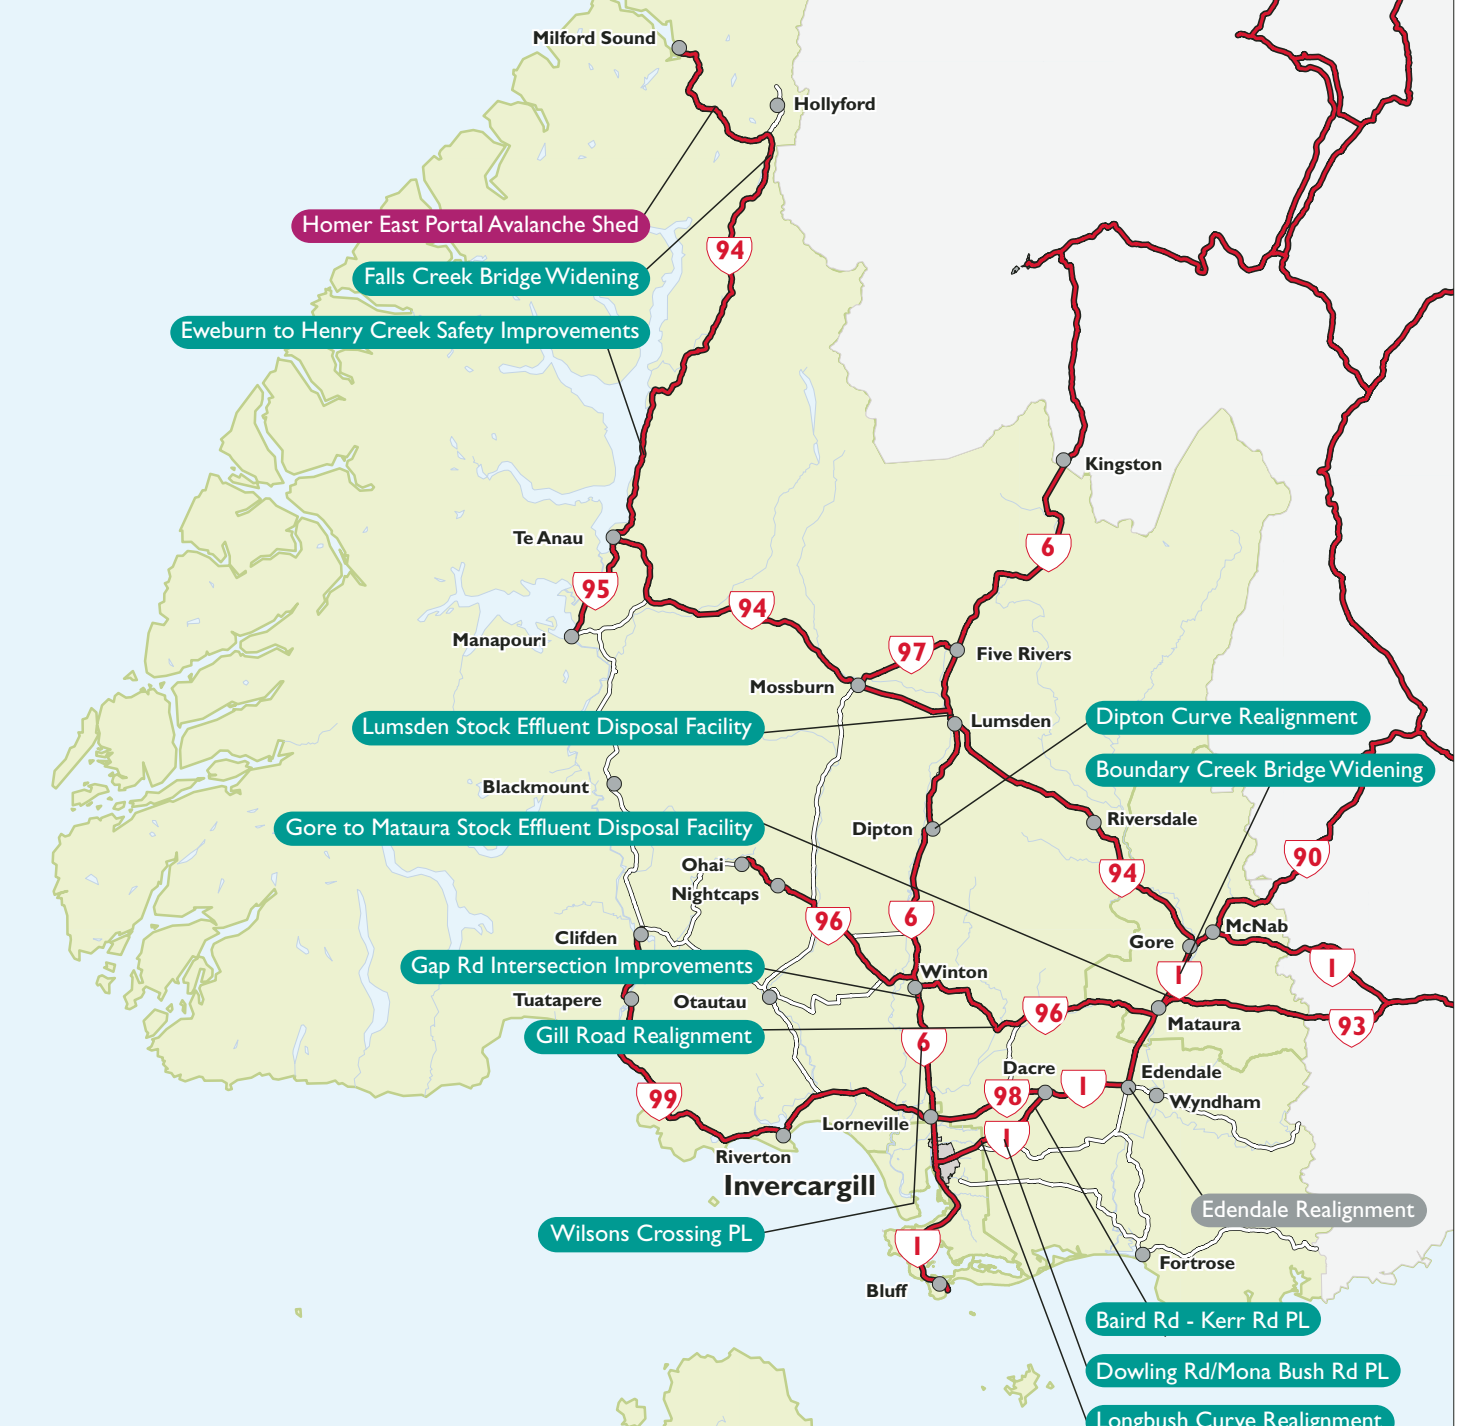 Milford Sound
Hollyford
Homer East Portal Avalanche Shed
94
Falls Creek Bridge Widening
Eweburn to Henry Creek Safety Improvements
Kingston
Te Anau
6
95
94
Manapouri
97
Five Rivers
Mossburn
Lumsden Stock Effluent Disposal Facility
Lumsden
Dipton Curve Realignment
Boundary Creek Bridge Widening
Blackmount
Gore to Mataura Stock Effluent Disposal Facility
Dipton
Riversdale
Ohai
90
94
Nightcaps
96
6
McNab
Clifden
Gore
Gap Rd Intersection Improvements
Winton
1
1
Tuatapere
Otautau
96
Mataura
93
Gill Road Realignment
6
Dacre
Edendale
1
98
99
Wyndham
Lorneville
1
Riverton
Invercargill
Edendale Realignment
Wilsons Crossing PL
1
Fortrose
Bluff
Baird Rd - Kerr Rd PL
Dowling Rd/Mona Bush Rd PL
Longbush Curve Realignment